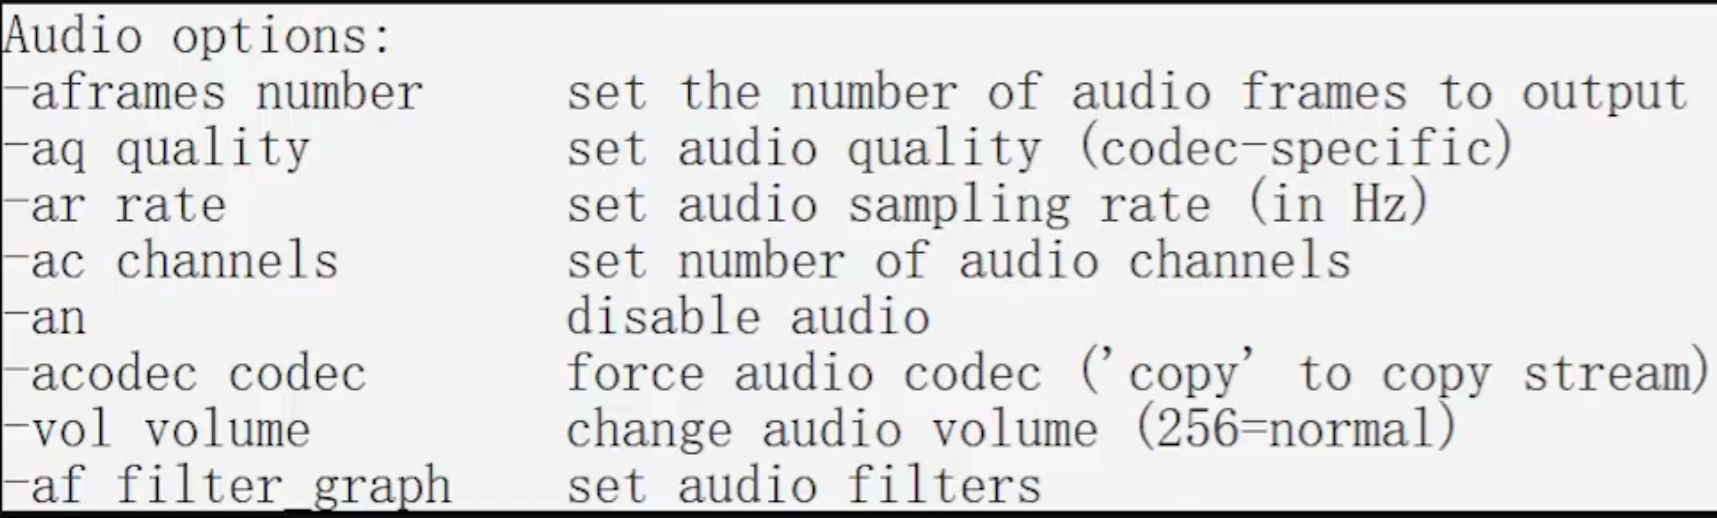 Audio options:
-aframes number     set the number of audio frames to output
-aq quality         set audio quality (codec-specific)
-ar rate            set audio sampling rate (in Hz)
-ac channels        set number of audio channels
-an                 disable audio
-acodec codec       force audio codec ('copy' to copy stream)
-vol volume         change audio volume (256=normal)
-af filter_graph    set audio filters